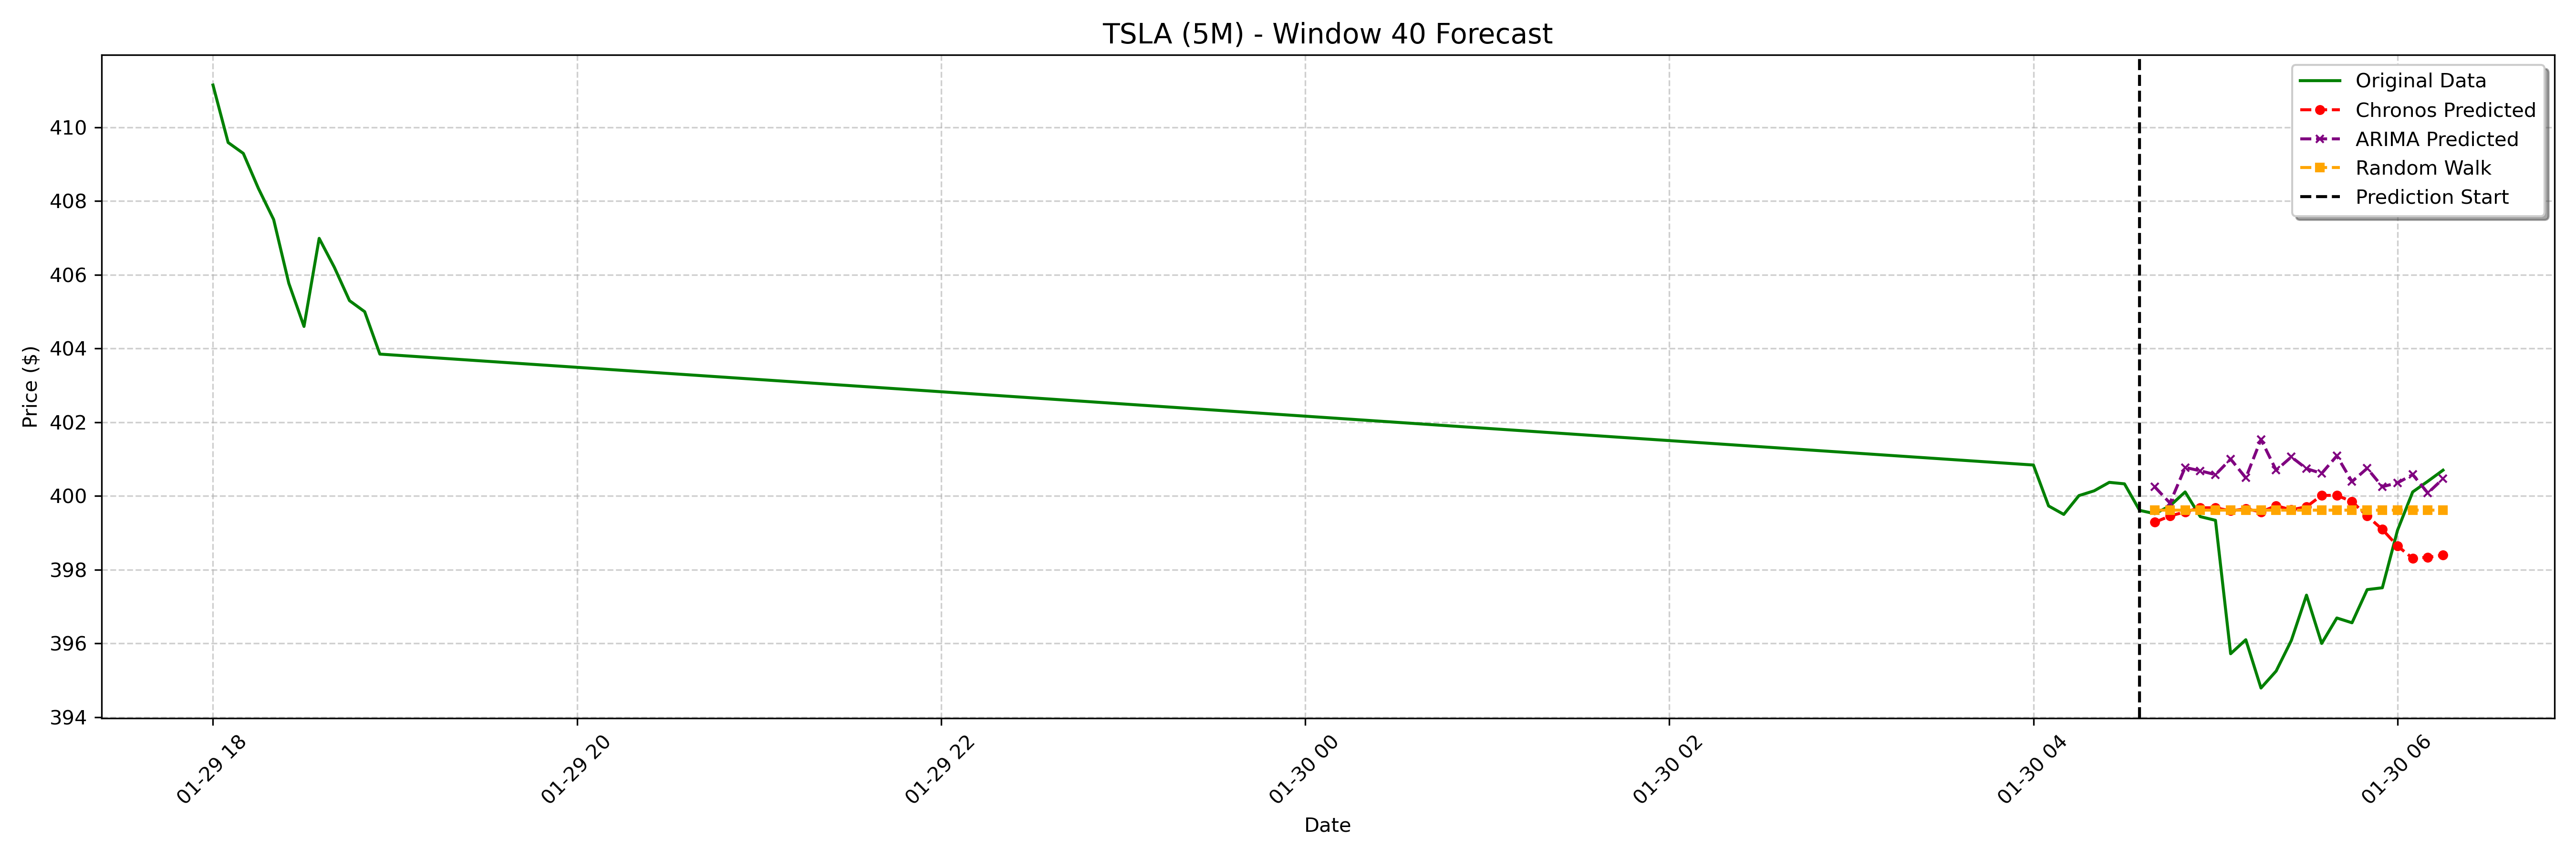 TSLA (5M) - Window 40 Forecast
Original Data
Chronos Predicted
ARIMA Predicted
Random Walk
Prediction Start
Price ($)
410
408
406
404
402
400
398
396
394
01-29 18
01-29 20
01-29 22
01-30 00
01-30 02
01-30 04
01-30 06
Date